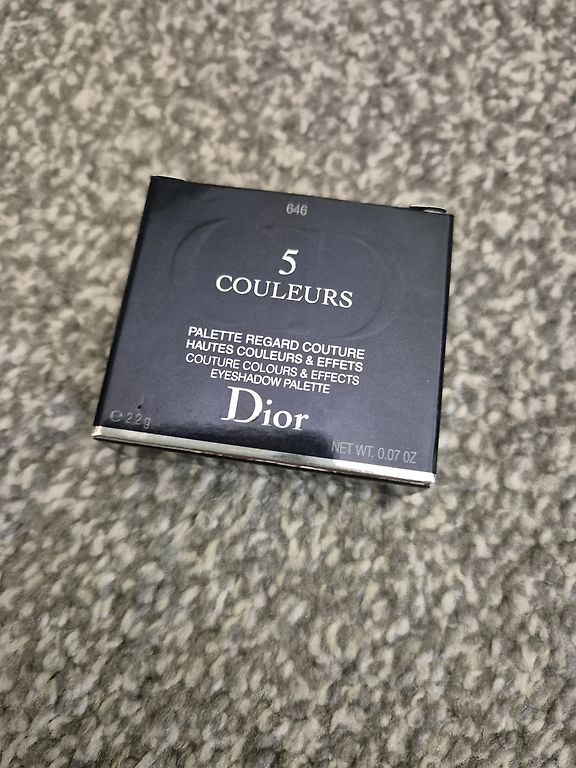 646
5
COULEURS
PALETTE REGARD COUTURE
HAUTES COULEURS & EFFETS
COUTURE COLOURS & EFFECTS
EYESHADOW PALETTE
Dior
℮ 2.2 g
NET WT. 0.07 OZ